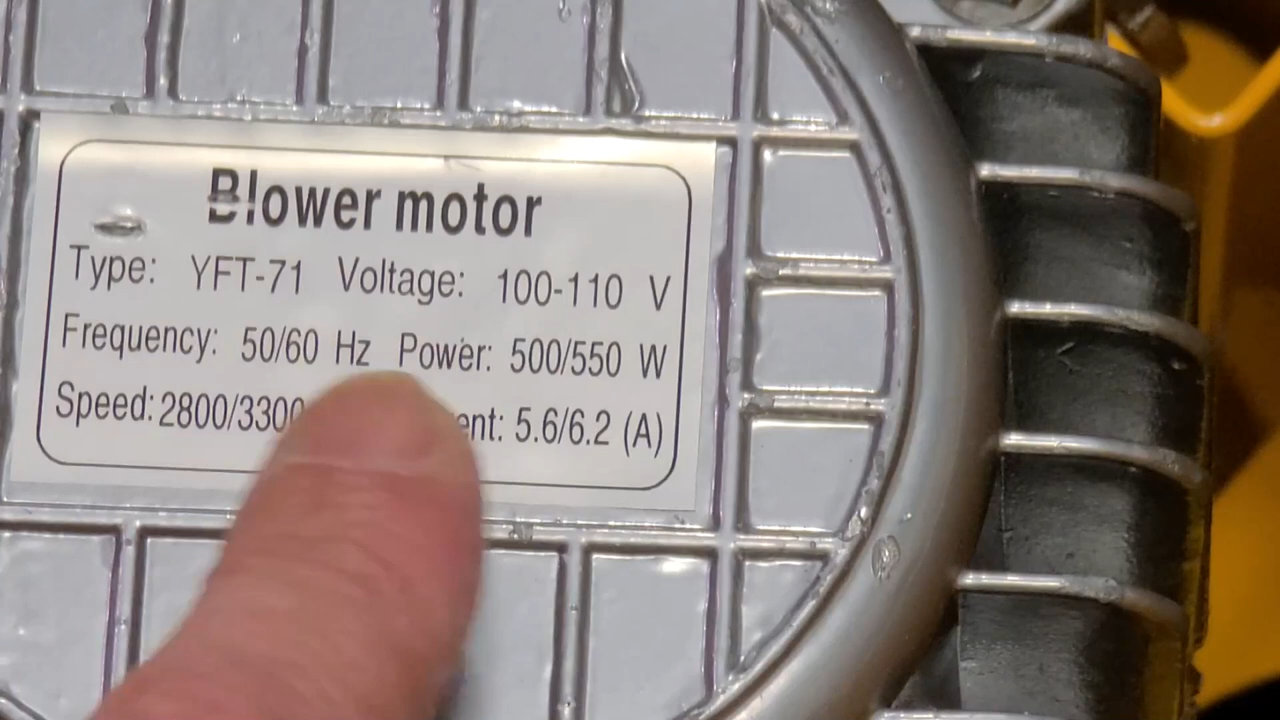 Blower motor
Type: YFT-71 Voltage: 100-110 V
Frequency: 50/60 Hz Power: 500/550 W
Speed: 2800/3300 ent: 5.6/6.2 (A)